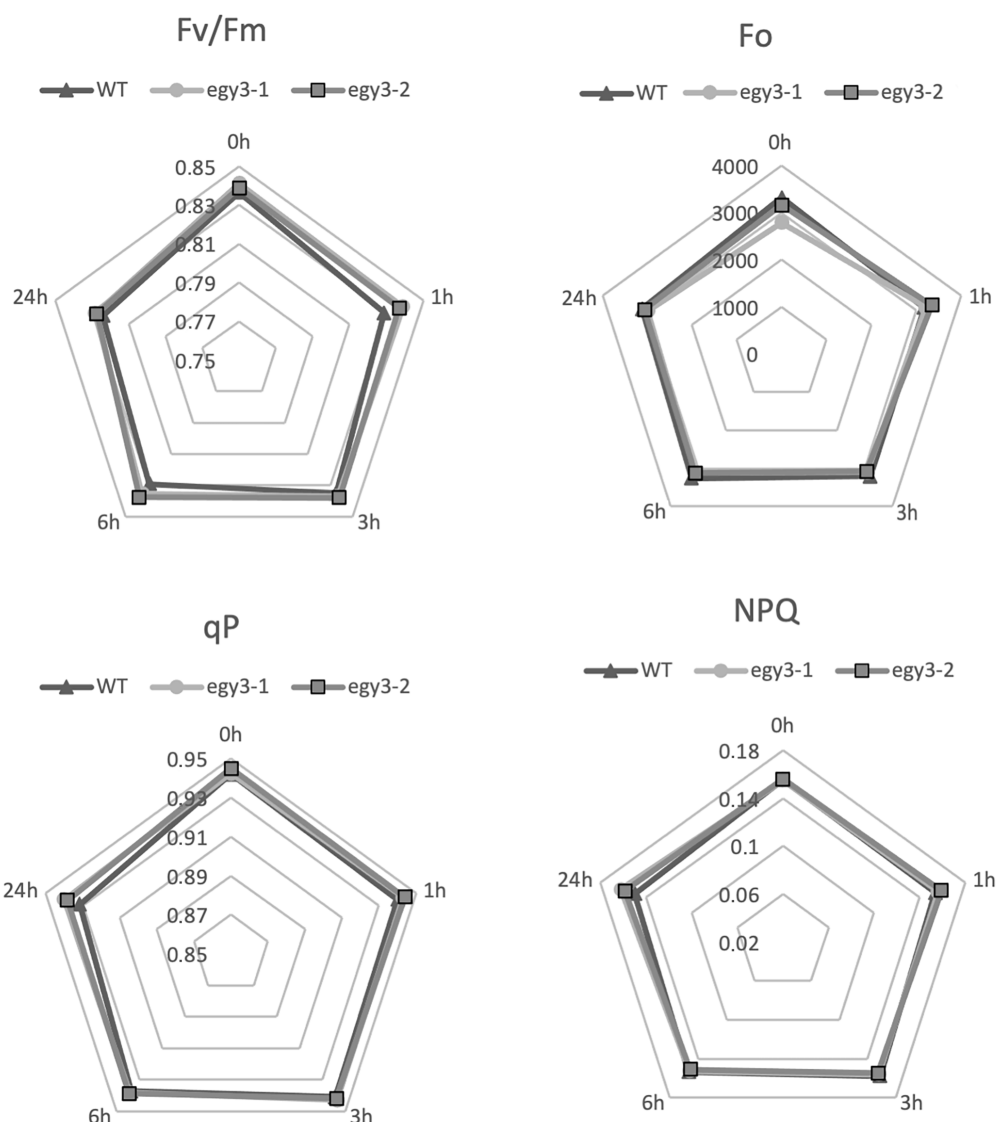 Fv/Fm
WT egy3-1 egy3-2
0h
0.85
0.83
0.81
0.79
0.77
0.75
24h
1h
6h
3h
Fo
WT egy3-1 egy3-2
0h
4000
3000
2000
1000
0
24h
1h
6h
3h
qP
WT egy3-1 egy3-2
0h
0.95
0.93
0.91
0.89
0.87
0.85
24h
1h
6h
3h
NPQ
WT egy3-1 egy3-2
0h
0.18
0.14
0.1
0.06
0.02
24h
1h
6h
3h